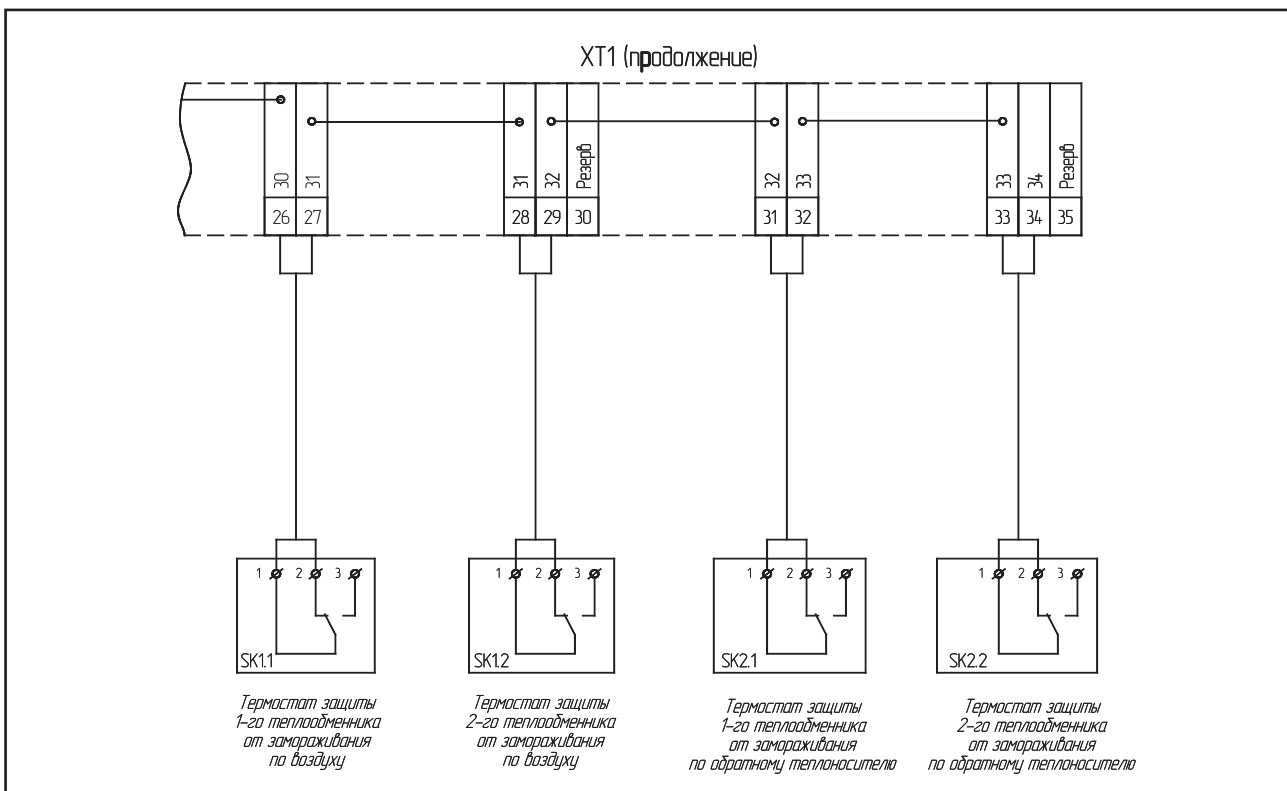 XT1 (продолжение)
30 31 31 32 Резерв 32 33 33 34 Резерв
26 27 28 29 30 31 32 33 34 35
1 2 3 1 2 3 1 2 3 1 2 3
SK1.1 SK1.2 SK2.1 SK2.2
Термостат защиты
1-го теплообменника
от замораживания
по воздуху
Термостат защиты
2-го теплообменника
от замораживания
по воздуху
Термостат защиты
1-го теплообменника
от замораживания
по обратному теплоносителю
Термостат защиты
2-го теплообменника
от замораживания
по обратному теплоносителю